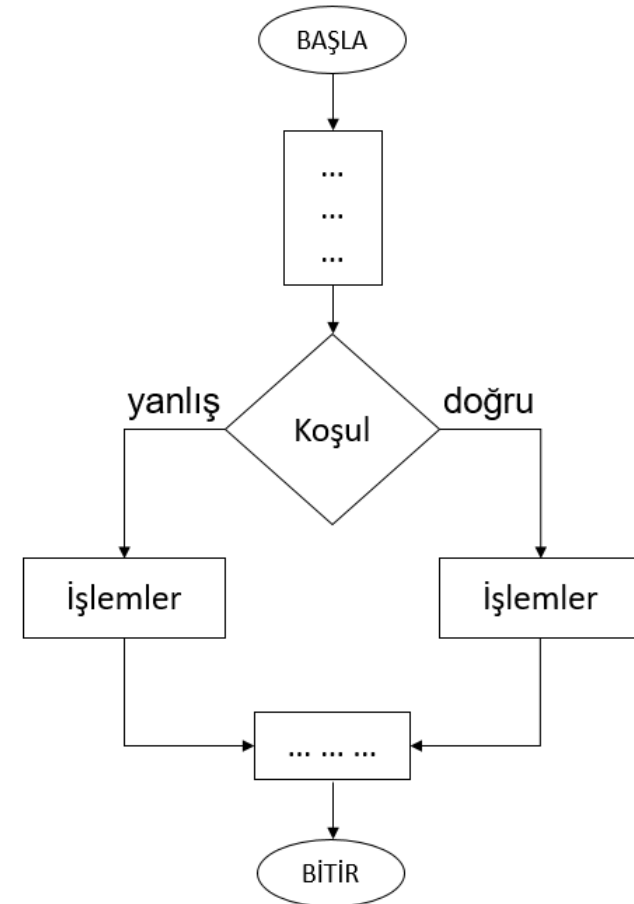 BAŞLA
...
...
...
yanlış
doğru
Koşul
İşlemler
İşlemler
... ... ...
BİTİR